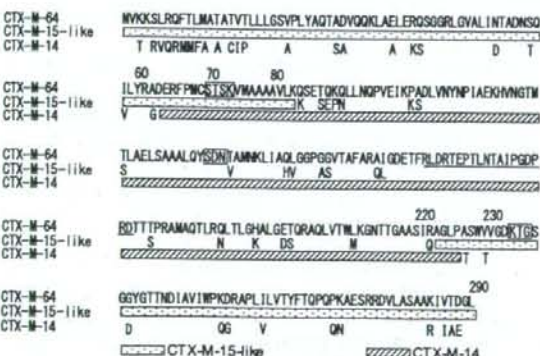 CTX-M-64 MVKKSLRQFTLMATATVTLLLGSVPLYAQTADVQQKLAELERQSGGRLGVALINTADNSQ
CTX-M-15-like
CTX-M-14 T RVQRMMFA A CIP A SA A KS D T
60 70 80
CTX-M-64 ILYRADERFPMCSTSKVMAAAAVLKQSETQKQLLNQPVEIKPADLVNYNPIAEKHVNGTM
CTX-M-15-like K SEPN KS
CTX-M-14 V G
CTX-M-64 TLAELSAAALQYSDNTAMNKLIAQLGGPGGVTAFARAIGDETFRLDRTEPTLNTAIPGDP
CTX-M-15-like S V HV AS QL
CTX-M-14
CTX-M-64 RDTTTPRAMAQTLRQLTLGHALGETQRAQLVTWLKGNTTGAASIRAGLPASWVVGDKTGS
220 230
CTX-M-15-like S Q K DS M Q
CTX-M-14 T T
CTX-M-64 GGYGTTNDIAVIWPKDRAPLILVTYFTQPQPKAESRRDVLASAAKIVTDGL
290
CTX-M-15-like
CTX-M-14 D QG V QN R IAE
CTX-M-15-like CTX-M-14